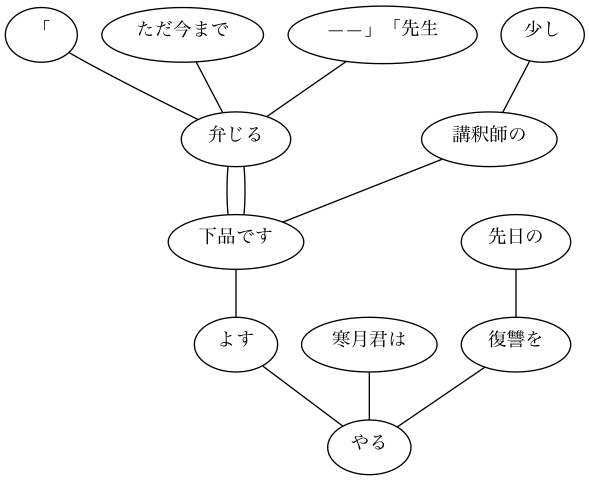 「
ただ今まで
——」「先生
少し
弁じる
講釈師の
下品です
先日の
よす
寒月君は
復讐を
やる